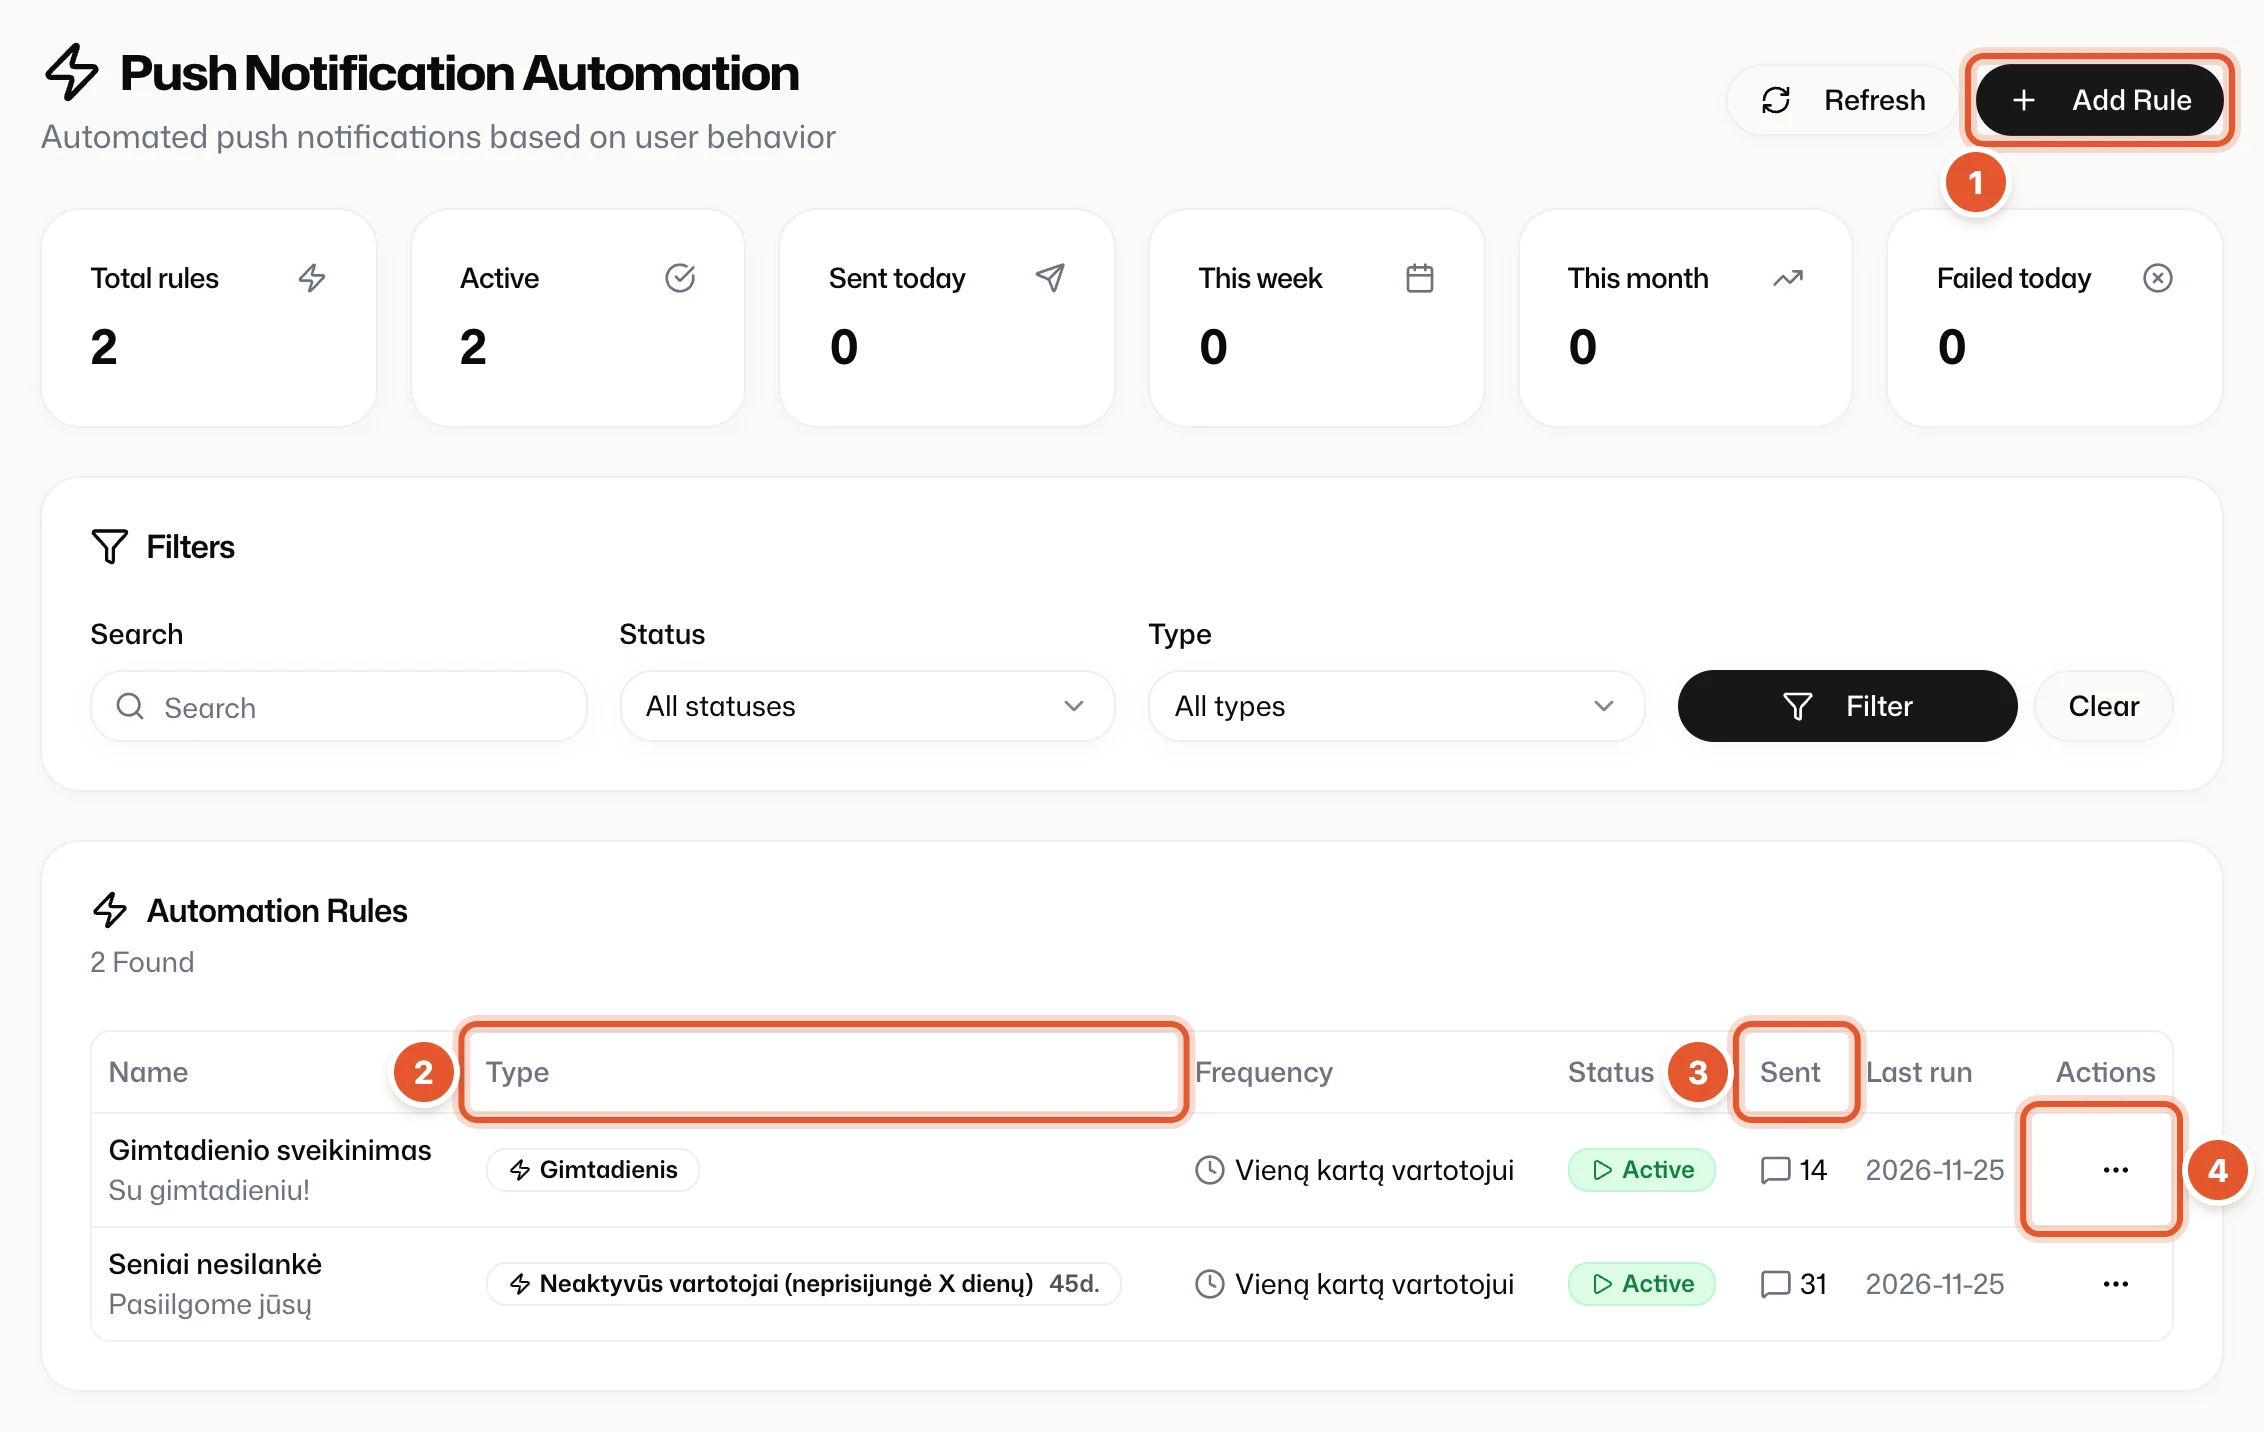 Push Notification Automation
Automated push notifications based on user behavior
Refresh
Add Rule
1
Total rules
2
Active
2
Sent today
0
This week
0
This month
0
Failed today
0
Filters
Search
Status
Type
Search
All statuses
All types
Filter
Clear
Automation Rules
2 Found
Name 2 Type Frequency Status 3 Sent Last run Actions
Gimtadienio sveikinimas
Su gimtadieniu!
Gimtadienis
Vieną kartą vartotojui
Active
14
2026-11-25
4
Seniai nesilankė
Pasiilgome jūsų
Neaktyvūs vartotojai (neprisijungė X dienų) 45d.
Vieną kartą vartotojui
Active
31
2026-11-25